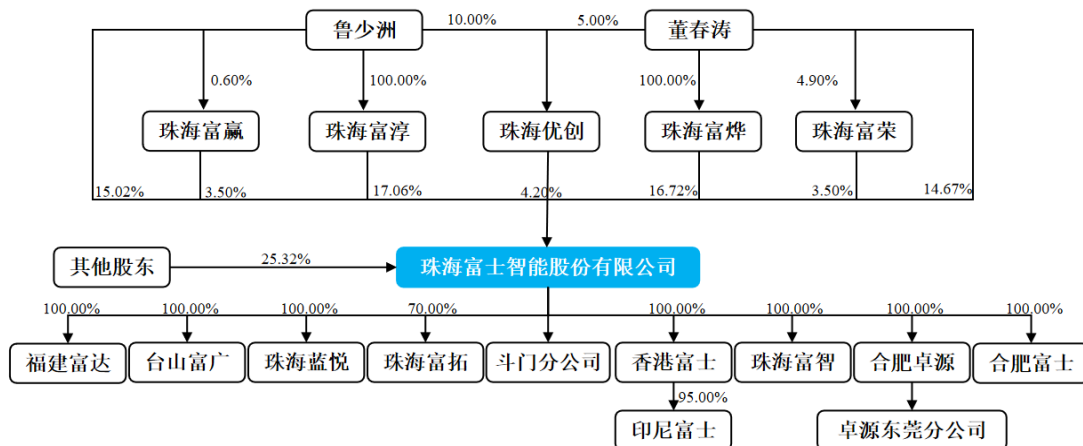 鲁少洲
10.00%
5.00%
董春涛
0.60%
100.00%
100.00%
4.90%
珠海富赢
珠海富淳
珠海优创
珠海富烨
珠海富荣
15.02%
3.50%
17.06%
4.20%
16.72%
3.50%
14.67%
其他股东
25.32%
珠海富士智能股份有限公司
100.00%
100.00%
100.00%
70.00%
100.00%
100.00%
100.00%
100.00%
福建富达
台山富广
珠海蓝悦
珠海富拓
斗门分公司
香港富士
珠海富智
合肥卓源
合肥富士
95.00%
印尼富士
卓源东莞分公司